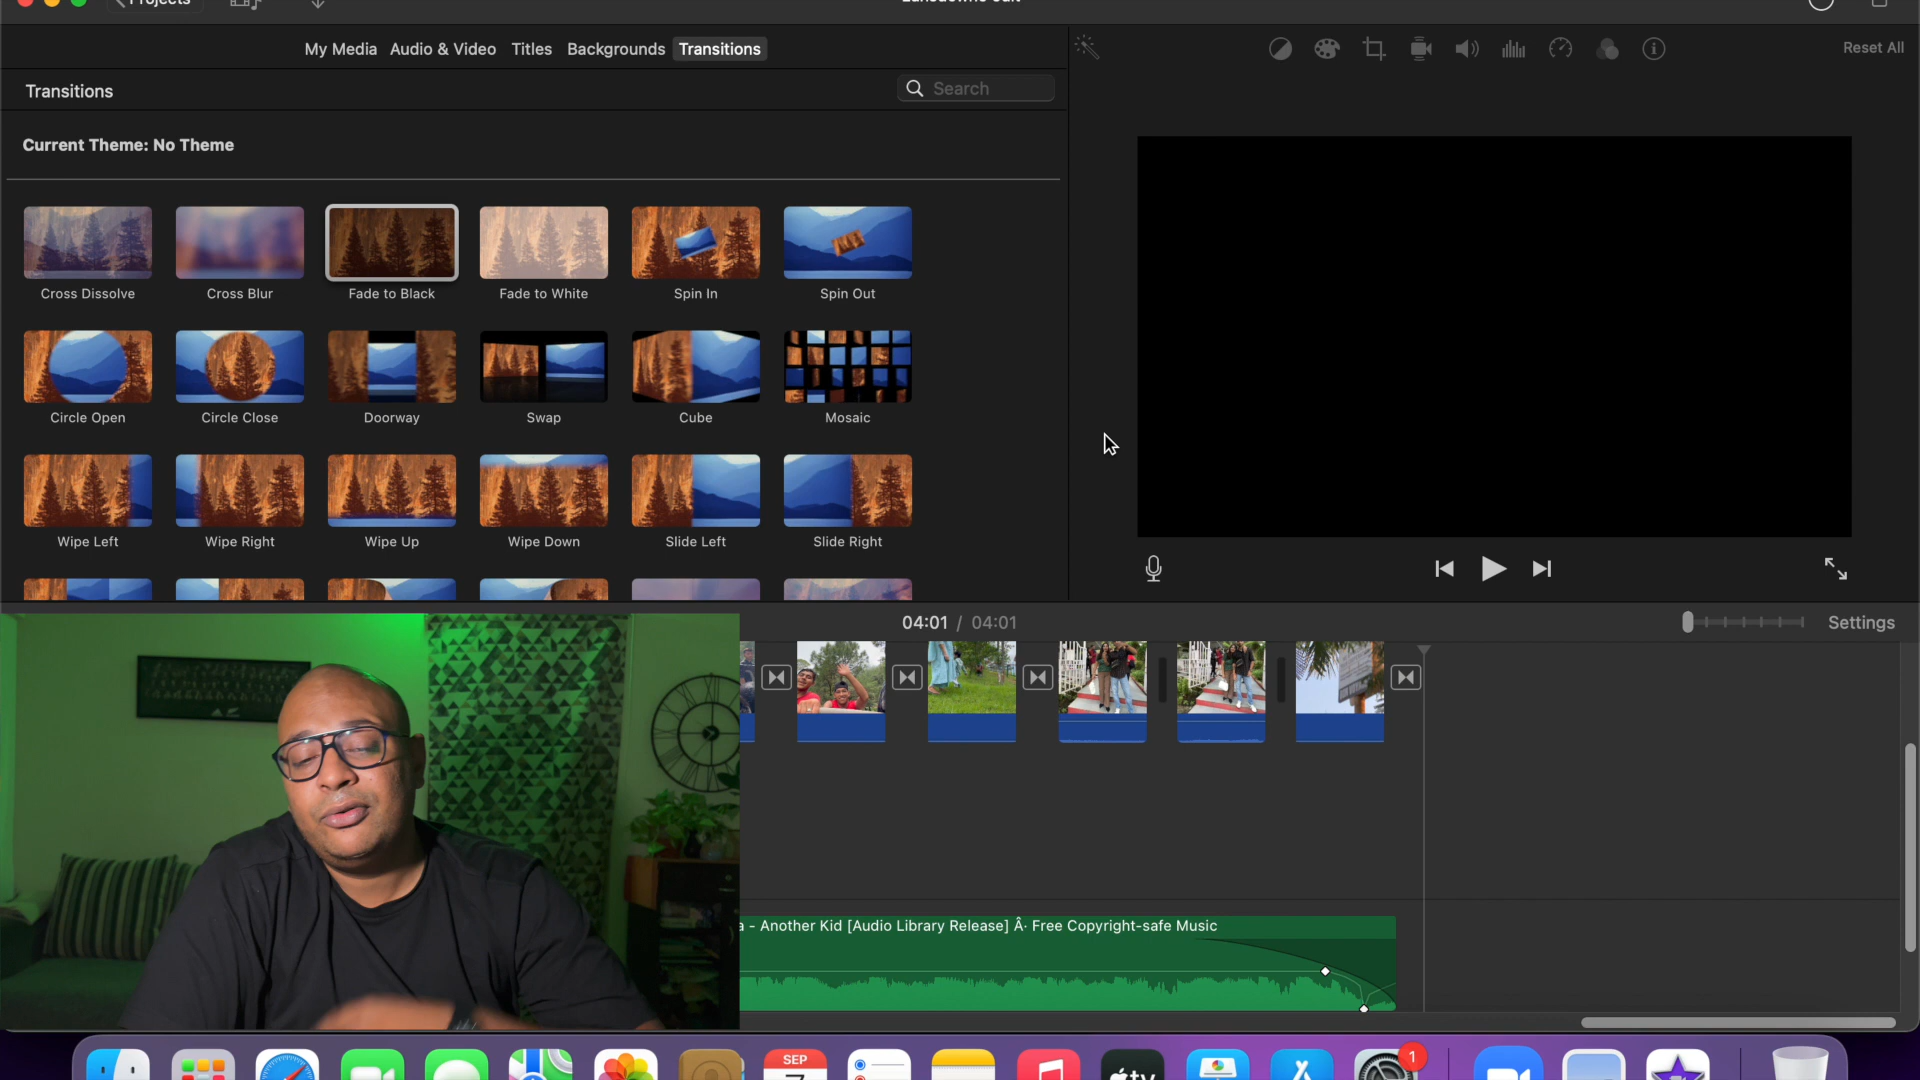 Projects
My Media Audio & Video Titles Backgrounds Transitions
Reset All
Transitions
Search
Current Theme: No Theme
Cross Dissolve Cross Blur Fade to Black Fade to White Spin In Spin Out
Circle Open Circle Close Doorway Swap Cube Mosaic
Wipe Left Wipe Right Wipe Up Wipe Down Slide Left Slide Right
04:01 / 04:01
Settings
a - Another Kid [Audio Library Release] Â· Free Copyright-safe Music
SEP
1